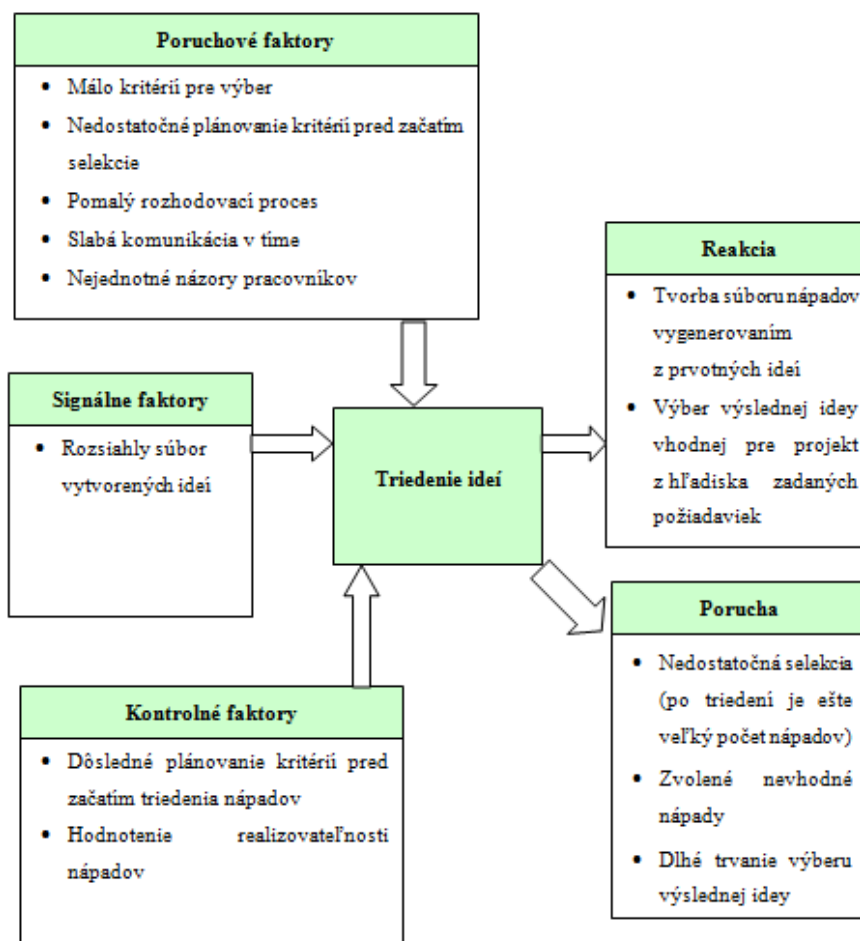 Poruchové faktory
• Málo kritérií pre výber
• Nedostatočné plánovanie kritérií pred začatím
selekcie
• Pomalý rozhodovací proces
• Slabá komunikácia v tíme
• Nejednotné názory pracovníkov
Signálne faktory
• Rozsiahly súbor
vytvorených ideí
Triedenie ideí
Reakcia
• Tvorba súboru nápadov
vygenerovaním
z prvotných ideí
• Výber výslednej idey
vhodnej pre projekt
z hľadiska zadaných
požiadaviek
Kontrolné faktory
• Dôsledné plánovanie kritérií pred
začatím triedenia nápadov
• Hodnotenie realizovateľnosti
nápadov
Porucha
• Nedostatočná selekcia
(po triedení je ešte
veľký počet nápadov)
• Zvolené nevhodné
nápady
• Dlhé trvanie výberu
výslednej idey